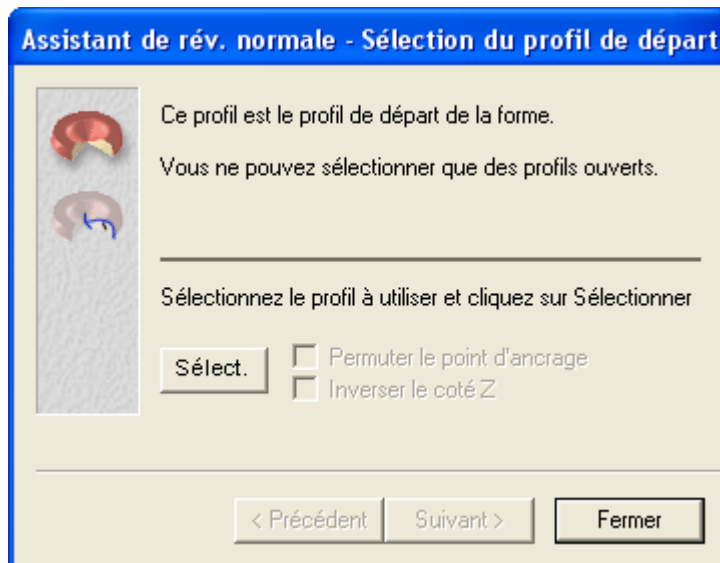 Assistant de rév. normale - Sélection du profil de départ
Ce profil est le profil de départ de la forme.
Vous ne pouvez sélectionner que des profils ouverts.
Sélectionnez le profil à utiliser et cliquez sur Sélectionner
Sélect.
Permuter le point d'ancrage
Inverser le coté Z
< Précédent
Suivant >
Fermer